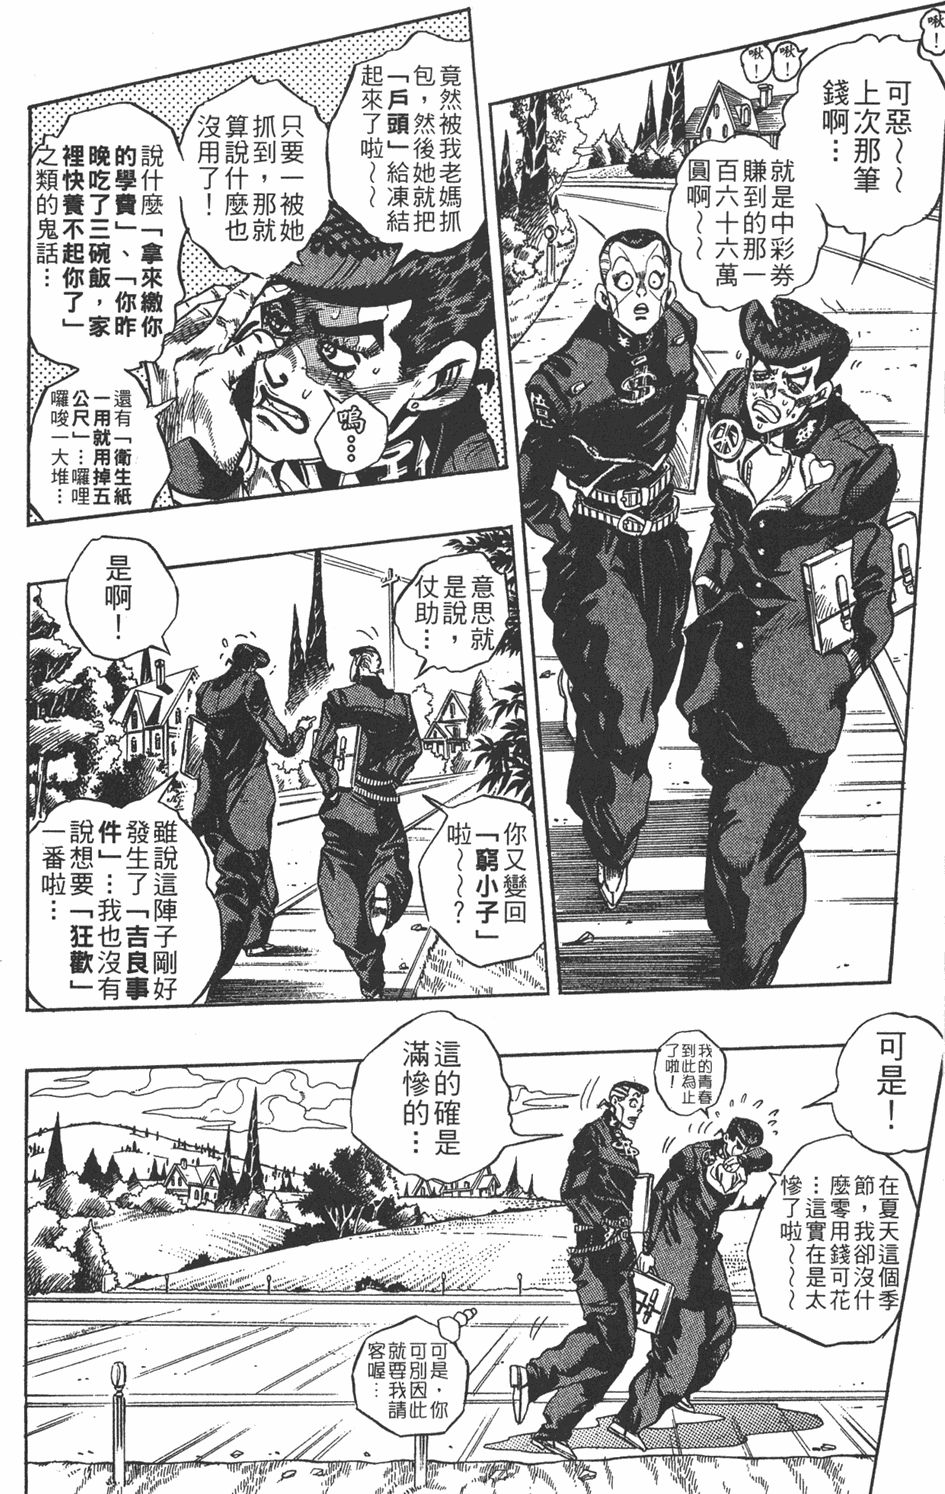 啾！
啾！
啾！
可惡～～
上次那筆
錢啊…
就是中彩券
賺到的那一
百六十六萬
圓啊～～
竟然被我老媽抓
包，然後她就把
「戶頭」給凍結
起來了啦～～
只要一被她
抓到，那就
算說什麼也
沒用了！
說什麼「拿來繳你
的學費」、「你昨
晚吃了三碗飯，家
裡快養不起你了」
之類的鬼話…
嗚…
還有「衛生紙
一用就用掉五
公尺」…囉哩
囉唆一大堆…
意思就
是說，
仗助…
你又變回
「窮小子」
啦～～？
是啊！
雖說這陣子剛好
發生了「吉良事
件」…我也沒有
說想要「狂歡」
一番啦…
可是！
在夏天這個季
節，我卻沒什
麼零用錢可花
…這實在是太
慘了啦～～～
我的青春
到此為止
了啦！
這的確是
滿慘的…
可是，你
可別因此
就要我請
客喔…